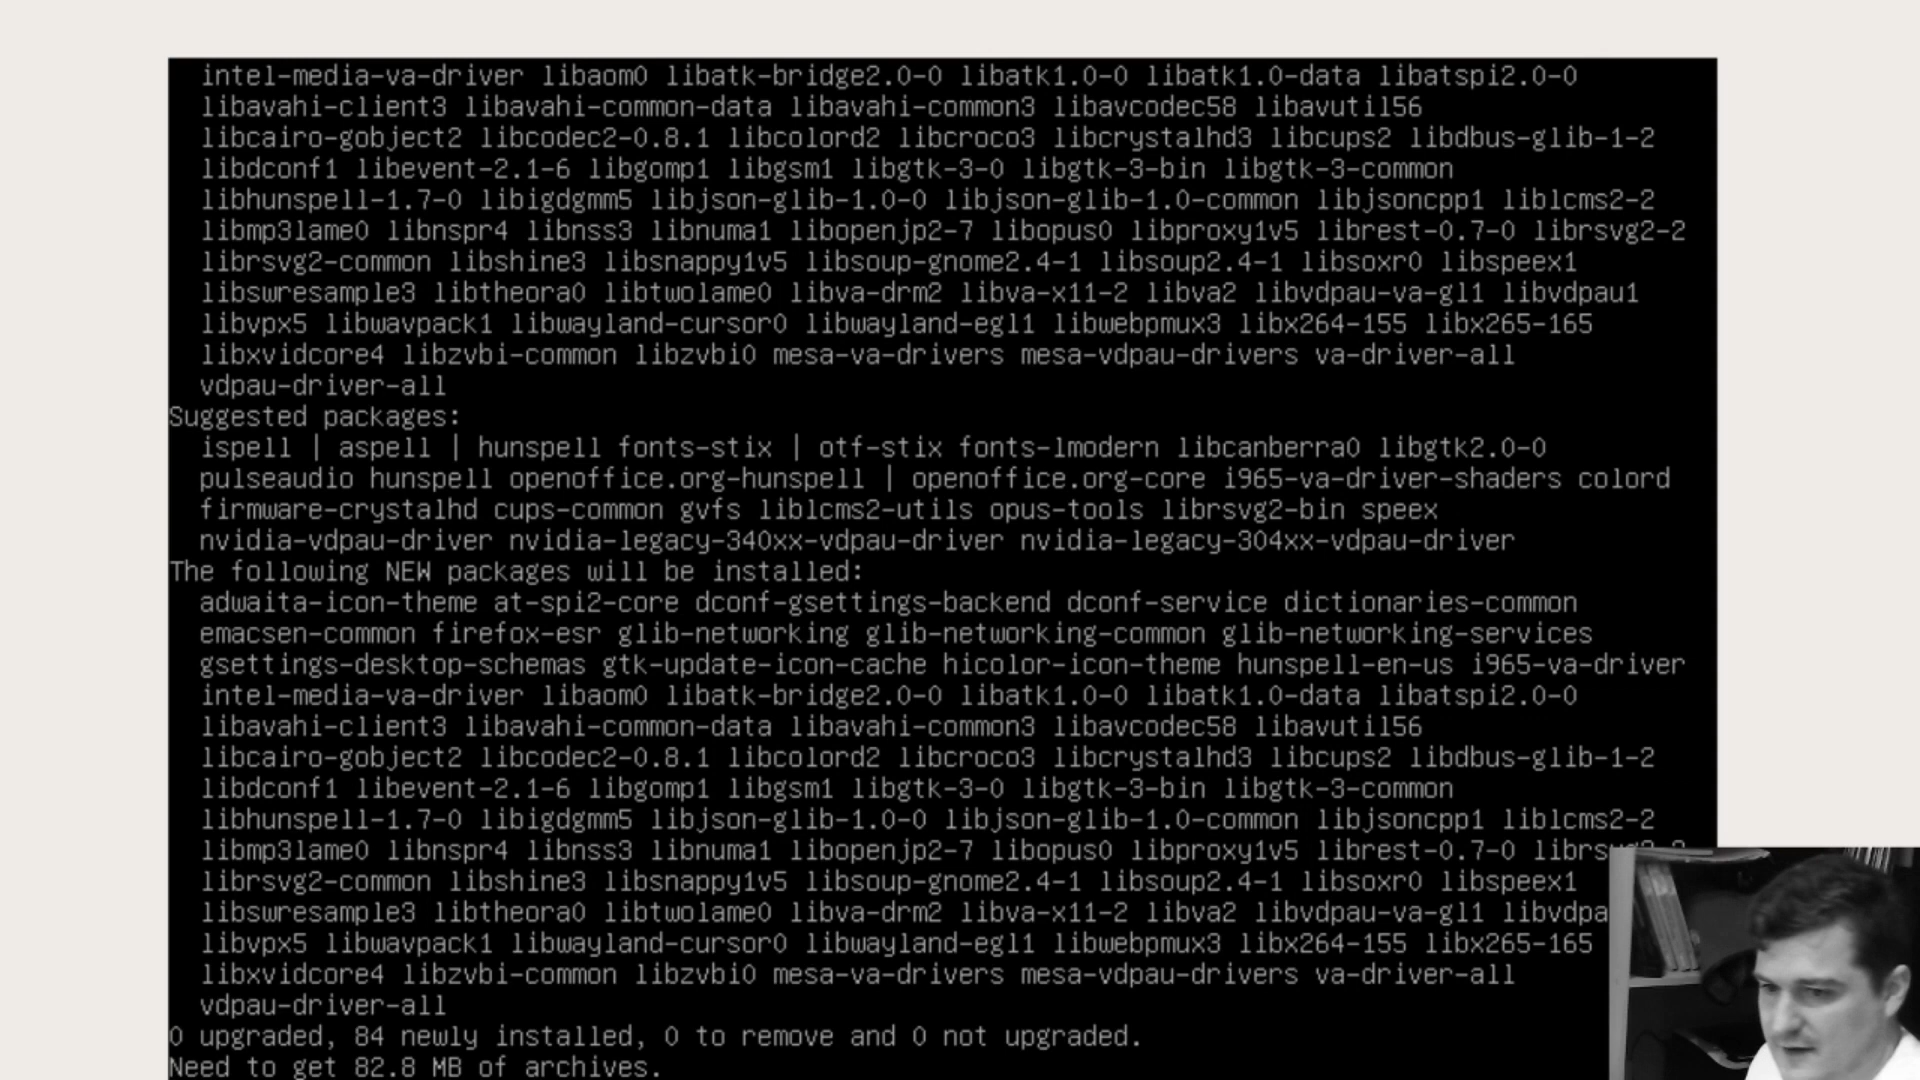 intel-media-va-driver libaom0 libatk-bridge2.0-0 libatk1.0-0 libatk1.0-data libatspi2.0-0
libavahi-client3 libavahi-common-data libavahi-common3 libavcodec58 libavutil56
libcairo-gobject2 libcodec2-0.8.1 libcolord2 libcroco3 libcrystalhd3 libcups2 libdbus-glib-1-2
libdconf1 libevent-2.1-6 libgomp1 libgsm1 libgtk-3-0 libgtk-3-bin libgtk-3-common
libhunspell-1.7-0 libigdgmm5 libjson-glib-1.0-0 libjson-glib-1.0-common libjsoncpp1 liblcms2-2
libmp3lame0 libnspr4 libnss3 libnuma1 libopenjp2-7 libopus0 libproxy1v5 librest-0.7-0 librsvg2-2
librsvg2-common libshine3 libsnappy1v5 libsoup-gnome2.4-1 libsoup2.4-1 libsoxr0 libspeex1
libswresample3 libtheora0 libtwolame0 libva-drm2 libva-x11-2 libva2 libvdpau-va-gl1 libvdpau1
libvpx5 libwavpack1 libwayland-cursor0 libwayland-egl1 libwebpmux3 libx264-155 libx265-165
libxvidcore4 libzvbi-common libzvbi0 mesa-va-drivers mesa-vdpau-drivers va-driver-all
vdpau-driver-all
Suggested packages:
ispell | aspell | hunspell fonts-stix | otf-stix fonts-lmodern libcanberra0 libgtk2.0-0
pulseaudio hunspell openoffice.org-hunspell | openoffice.org-core i965-va-driver-shaders colord
firmware-crystalhd cups-common gvfs liblcms2-utils opus-tools librsvg2-bin speex
nvidia-vdpau-driver nvidia-legacy-340xx-vdpau-driver nvidia-legacy-304xx-vdpau-driver
The following NEW packages will be installed:
adwaita-icon-theme at-spi2-core dconf-gsettings-backend dconf-service dictionaries-common
emacsen-common firefox-esr glib-networking glib-networking-common glib-networking-services
gsettings-desktop-schemas gtk-update-icon-cache hicolor-icon-theme hunspell-en-us i965-va-driver
intel-media-va-driver libaom0 libatk-bridge2.0-0 libatk1.0-0 libatk1.0-data libatspi2.0-0
libavahi-client3 libavahi-common-data libavahi-common3 libavcodec58 libavutil56
libcairo-gobject2 libcodec2-0.8.1 libcolord2 libcroco3 libcrystalhd3 libcups2 libdbus-glib-1-2
libdconf1 libevent-2.1-6 libgomp1 libgsm1 libgtk-3-0 libgtk-3-bin libgtk-3-common
libhunspell-1.7-0 libigdgmm5 libjson-glib-1.0-0 libjson-glib-1.0-common libjsoncpp1 liblcms2-2
libmp3lame0 libnspr4 libnss3 libnuma1 libopenjp2-7 libopus0 libproxy1v5 librest-0.7-0
librsvg2-common libshine3 libsnappy1v5 libsoup-gnome2.4-1 libsoup2.4-1 libsoxr0 libspeex1
libswresample3 libtheora0 libtwolame0 libva-drm2 libva-x11-2 libva2 libvdpau-va-gl1 libvdpa
libvpx5 libwavpack1 libwayland-cursor0 libwayland-egl1 libwebpmux3 libx264-155 libx265-165
libxvidcore4 libzvbi-common libzvbi0 mesa-va-drivers mesa-vdpau-drivers va-driver-all
vdpau-driver-all
0 upgraded, 84 newly installed, 0 to remove and 0 not upgraded.
Need to get 82.8 MB of archives.